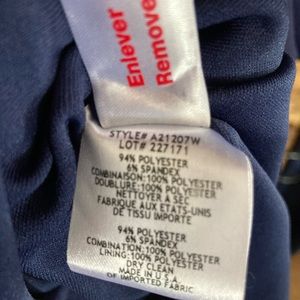 Enlever
Remove
STYLE# A21207W
LOT# 227171
94% POLYESTER
6% SPANDEX
COMBINAISON:100% POLYESTER
DOUBLURE:100% POLYESTER
NETTOYER A SEC
FABRIQUE AUX ETATS-UNIS
DE TISSU IMPORTE
94% POLYESTER
6% SPANDEX
COMBINATION:100% POLYESTER
LINING:100% POLYESTER
DRY CLEAN
MADE IN U.S.A
OF IMPORTED FABRIC